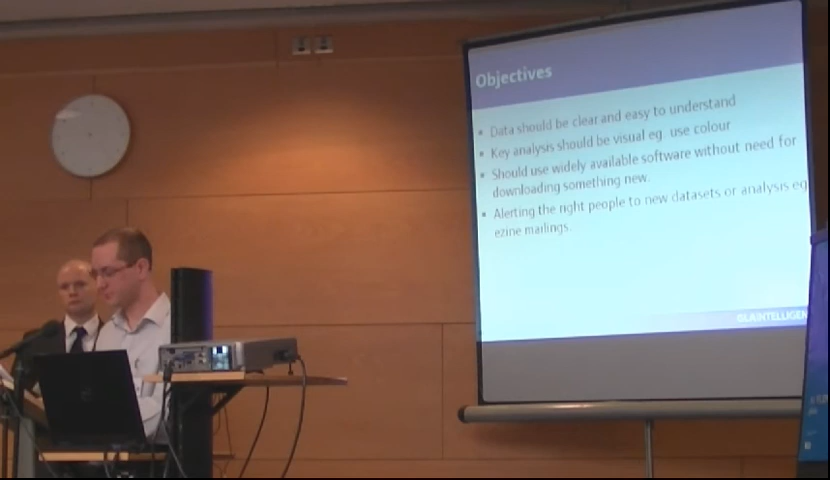 Objectives
Data should be clear and easy to understand
Key analysis should be visual eg. use colour
Should use widely available software without need for
downloading something new.
Alerting the right people to new datasets or analysis eg
ezine mailings.
GLAINTELLIGEN